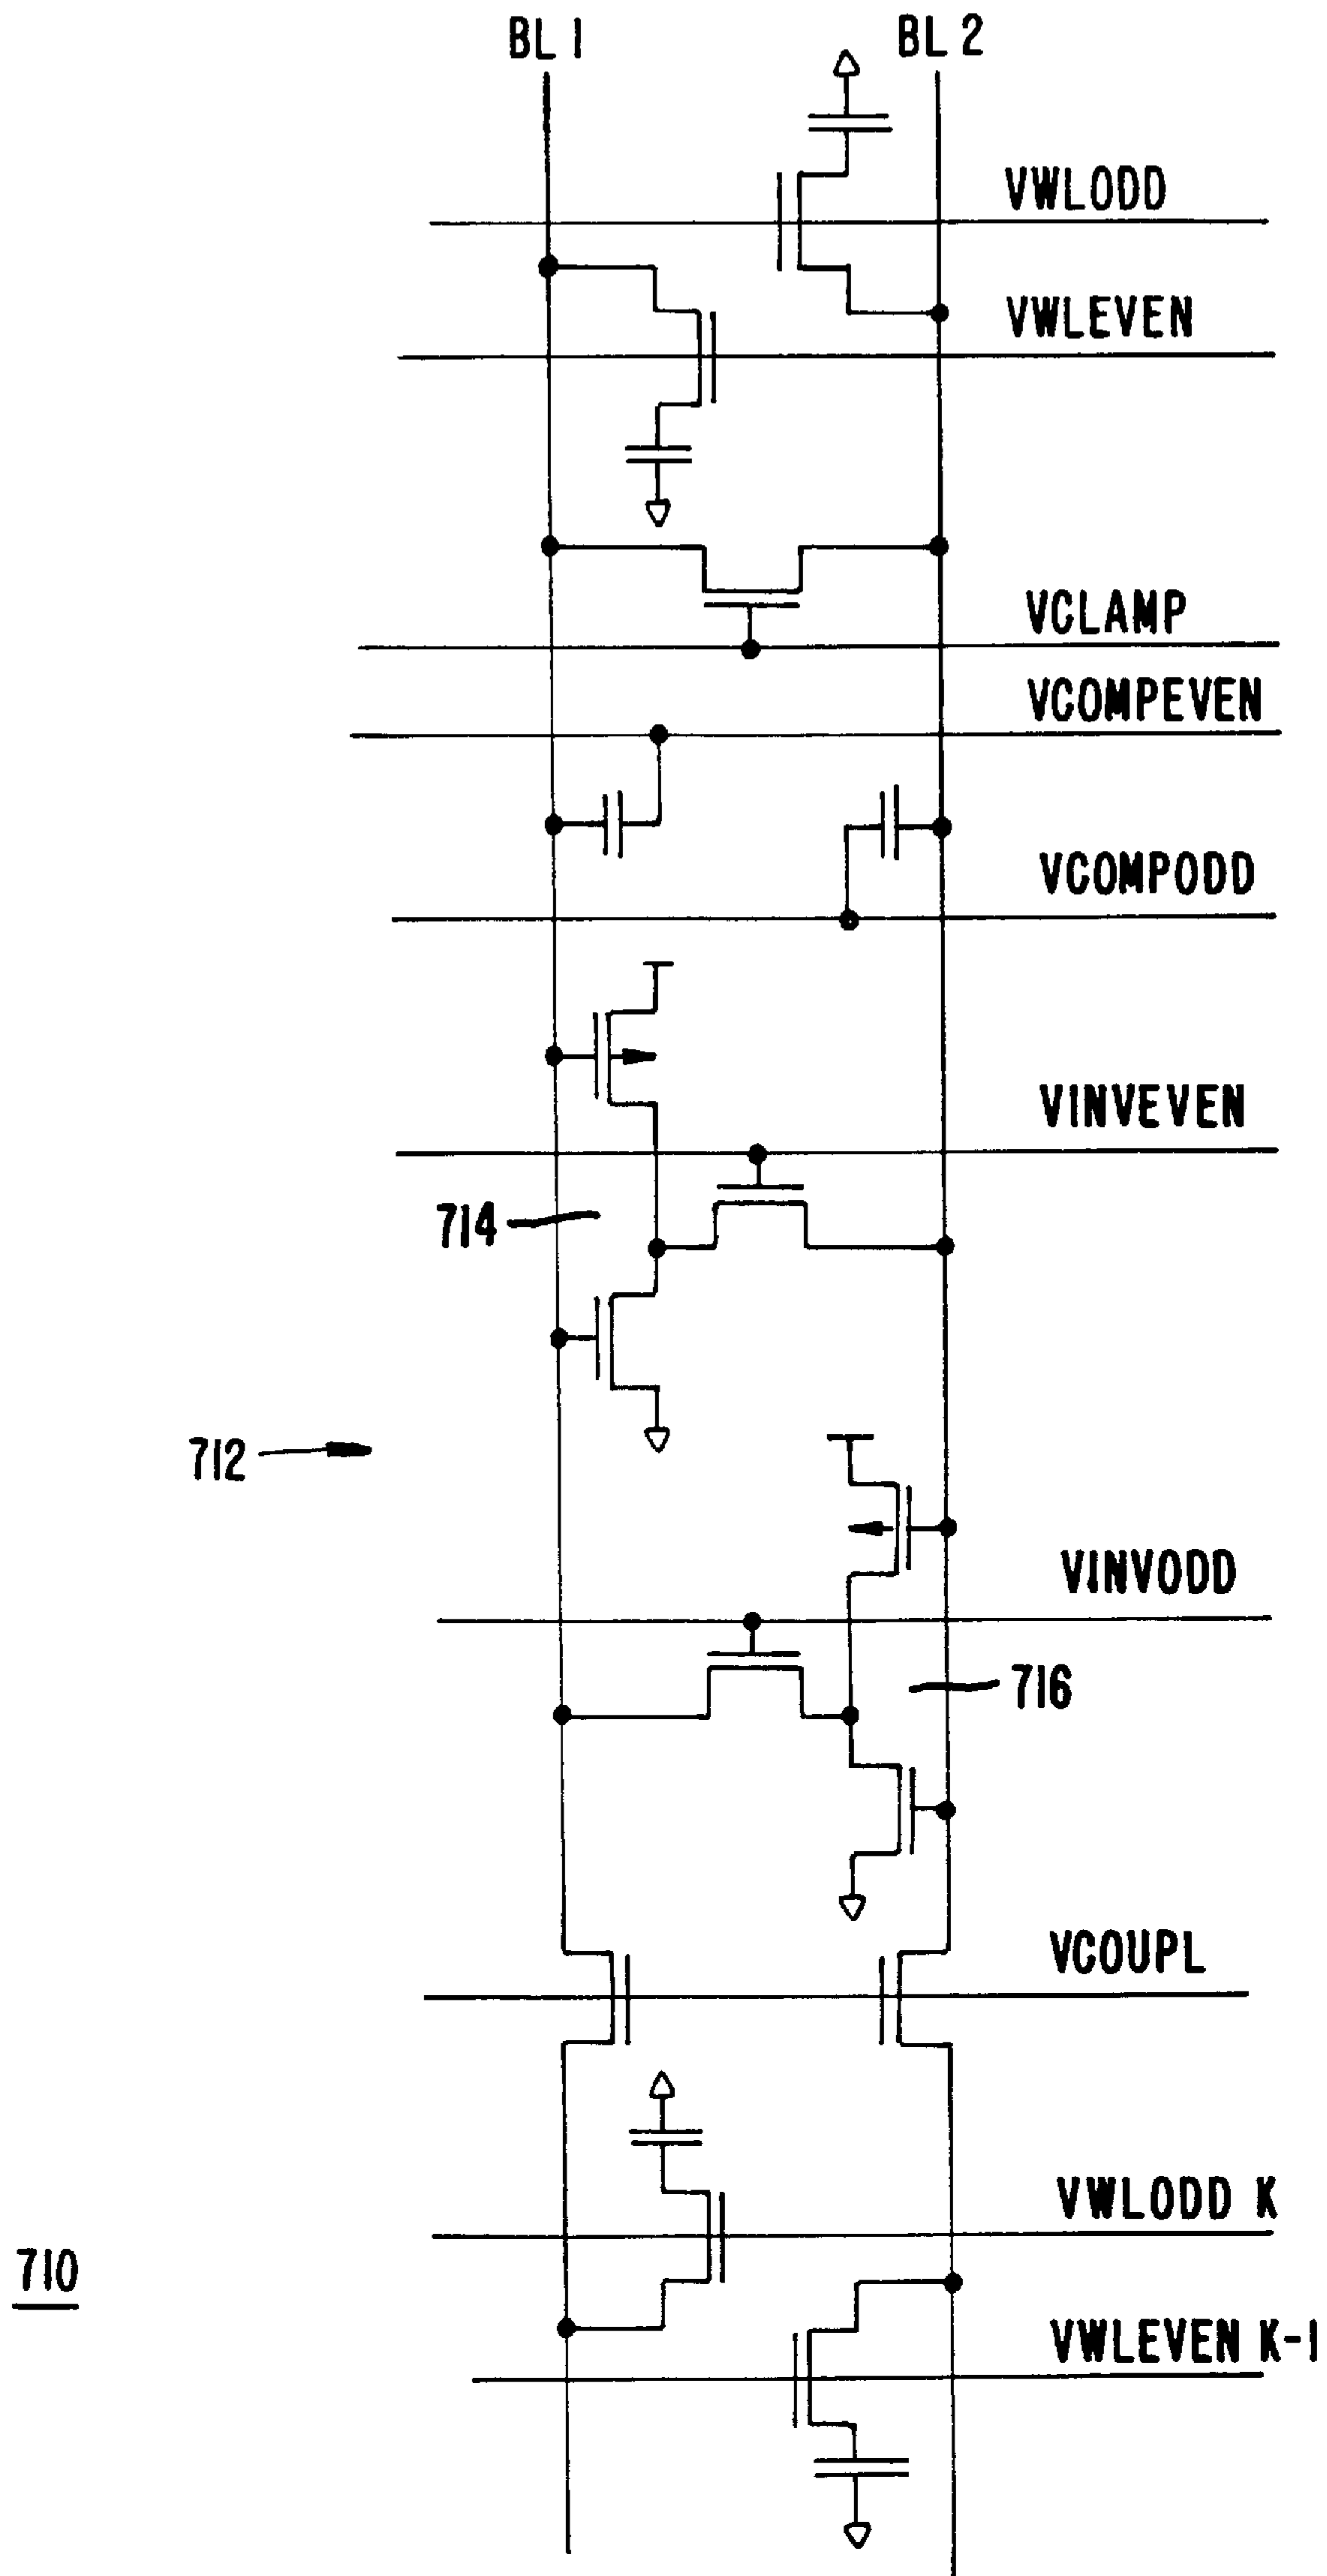 BL 1
BL 2
VWLODD
VWLEVEN
VCLAMP
VCOMPEVEN
VCOMPODD
VINVEVEN
714
712
VINVODD
716
VCOUPL
VWLODD K
710
VWLEVEN K-1